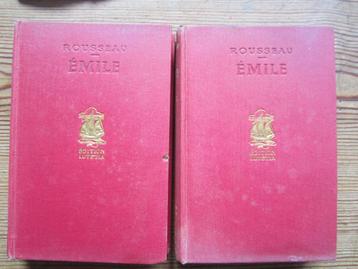 ROUSSEAU
ÉMILE
ÉDITION
LUTETIA
ROUSSEAU
ÉMILE
ÉDITION
LUTETIA